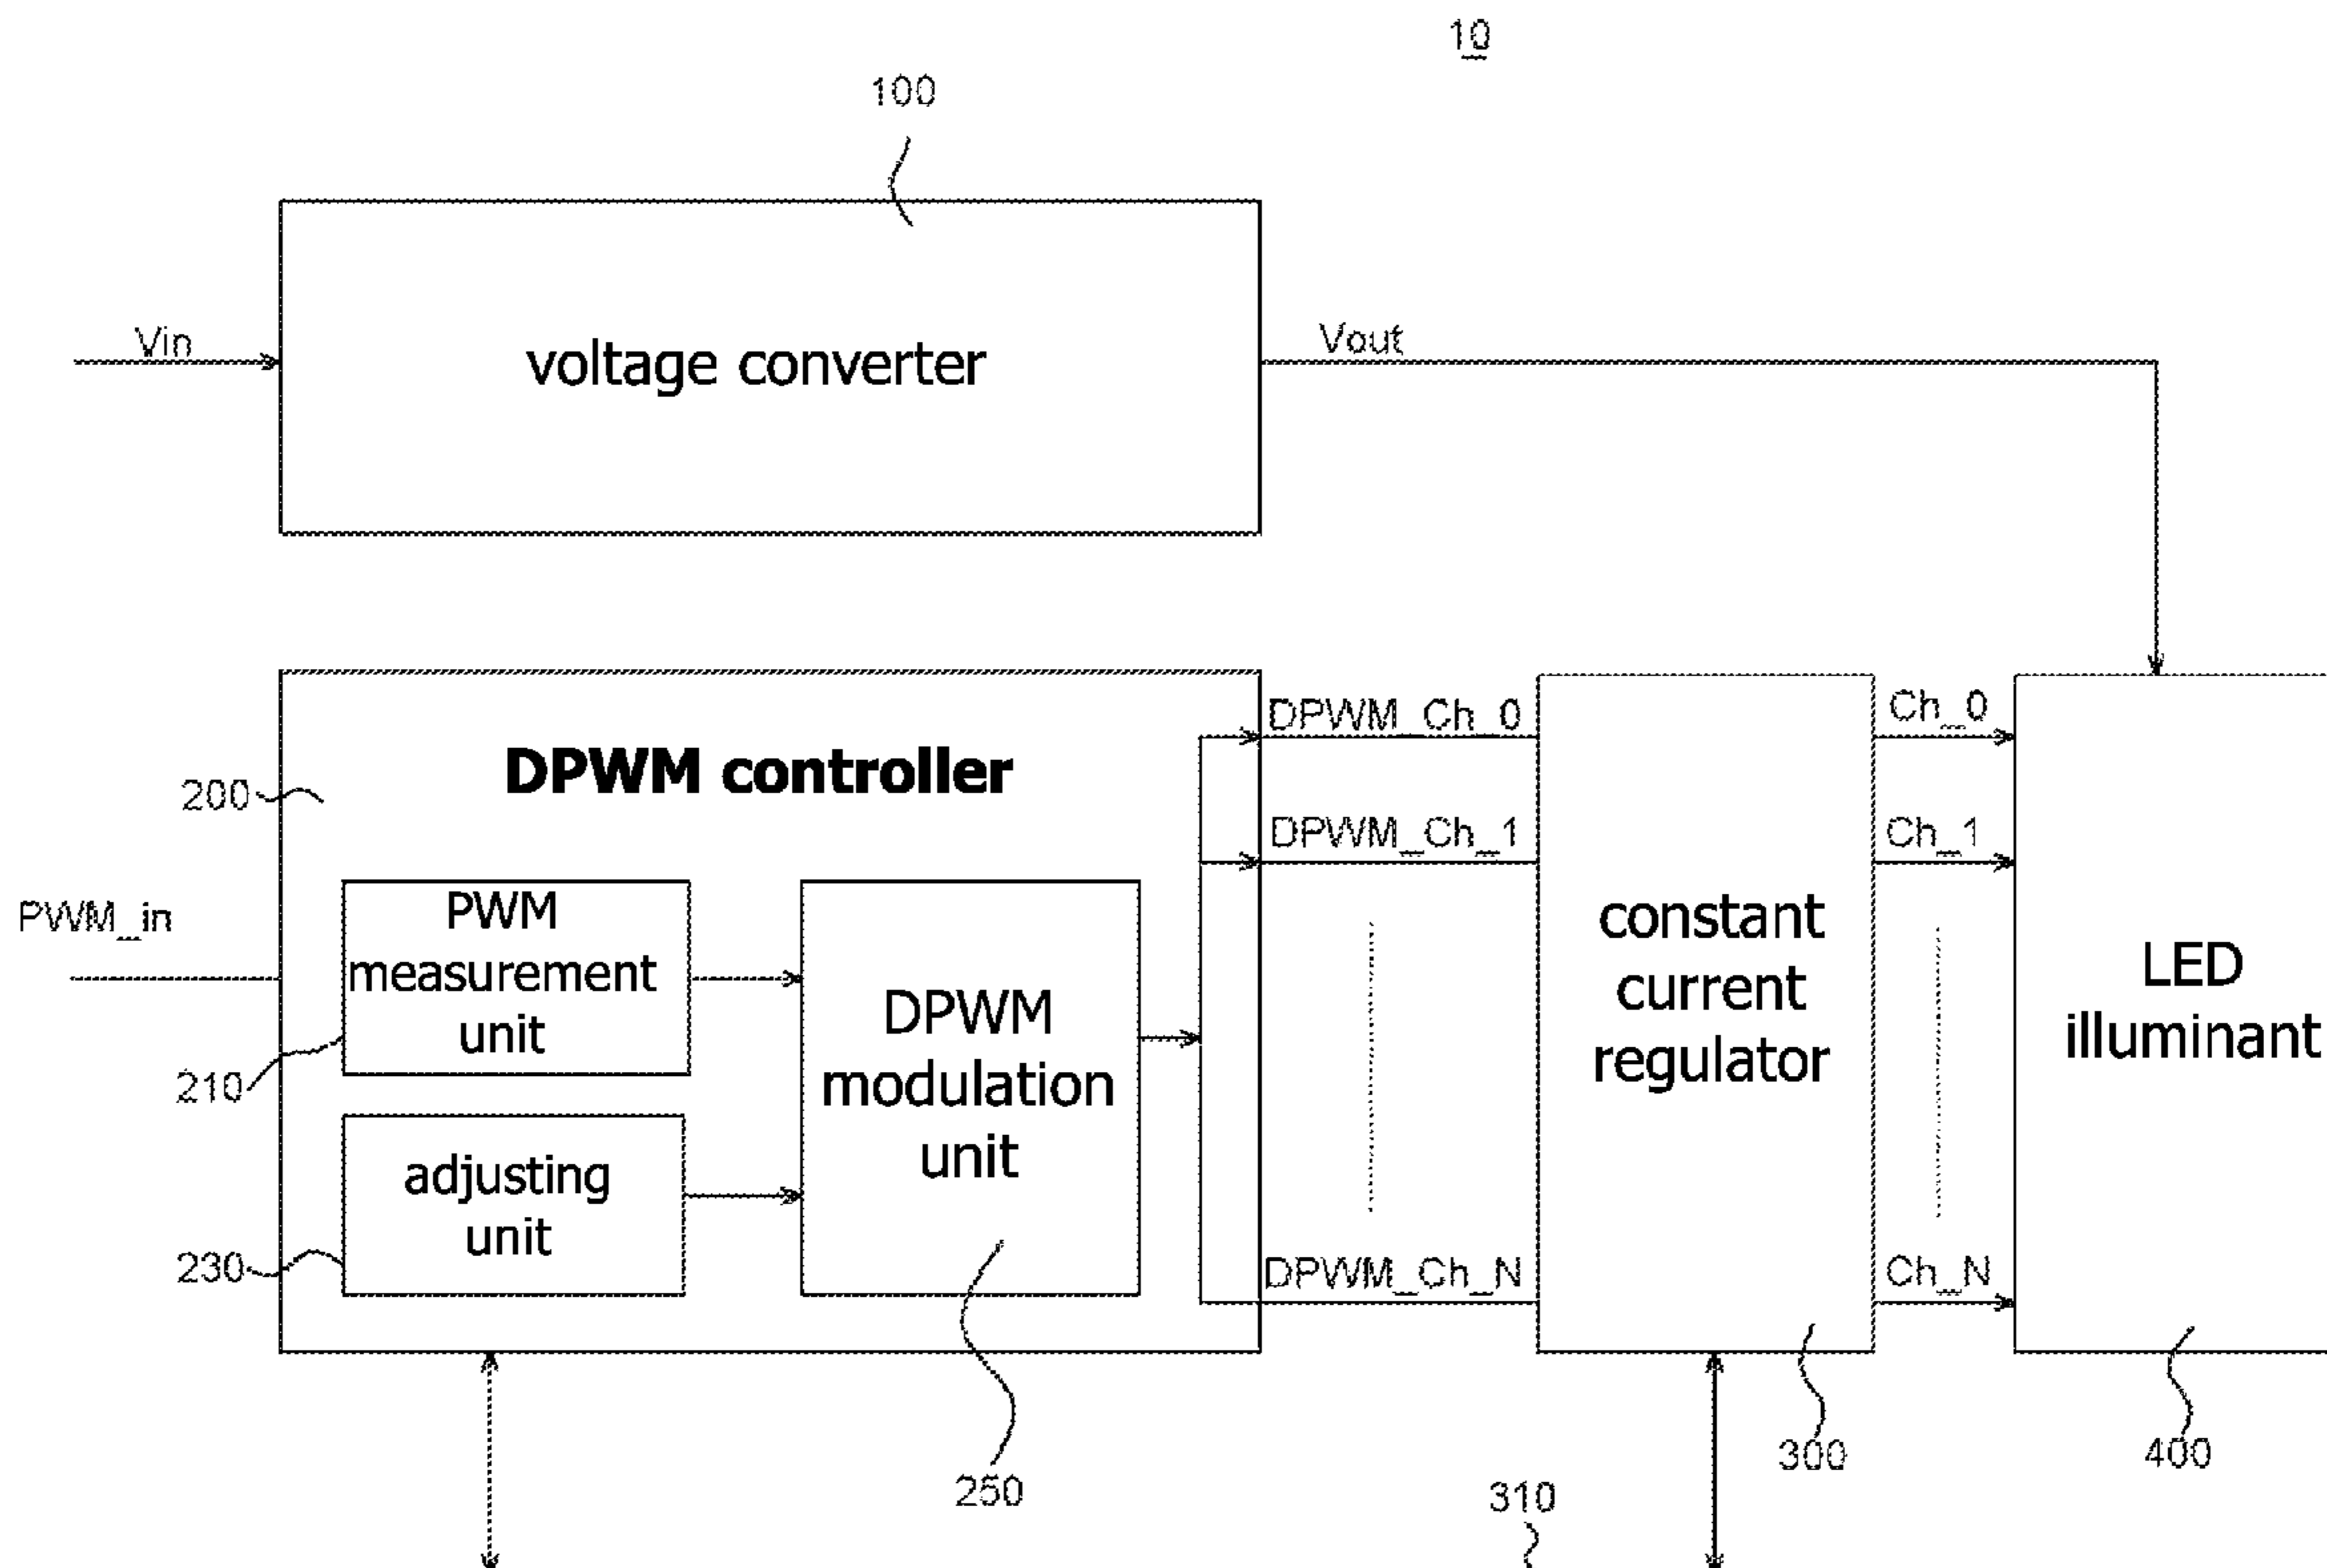 10
100
Vin
voltage converter
Vout
DPWM controller
200
DPWM_Ch_0
Ch_0
DPWM_Ch_1
Ch_1
PWM_in
PWM
measurement
unit
210
DPWM
modulation
unit
constant
current
regulator
LED
illuminant
adjusting
unit
230
DPWM_Ch_N
Ch_N
250
300
400
310